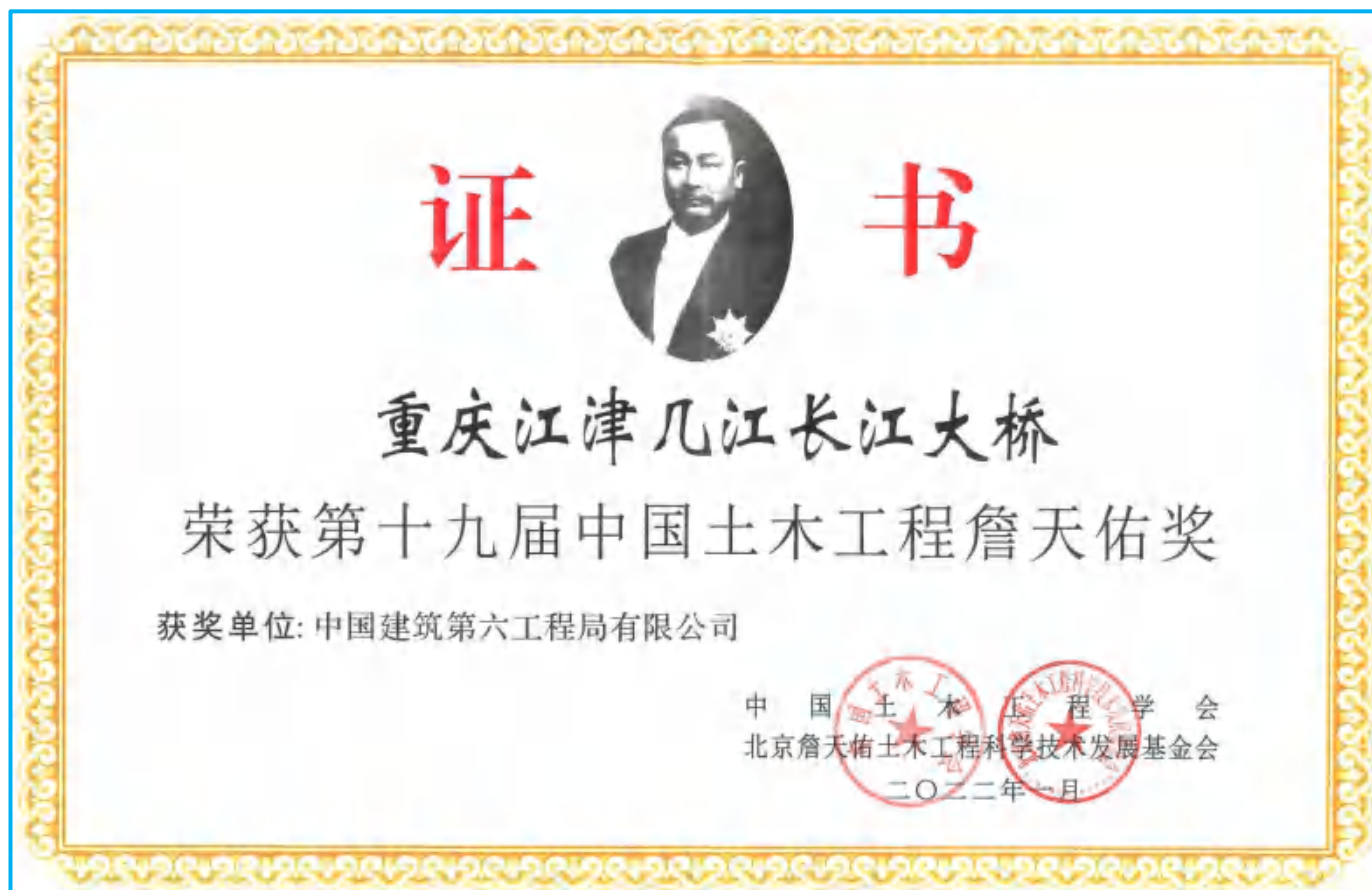 证 书
重庆江津几江长江大桥
荣获第十九届中国土木工程詹天佑奖
获奖单位: 中国建筑第六工程局有限公司
中国土木工程学会
北京詹天佑土木工程科学技术发展基金会
二〇二二年一月